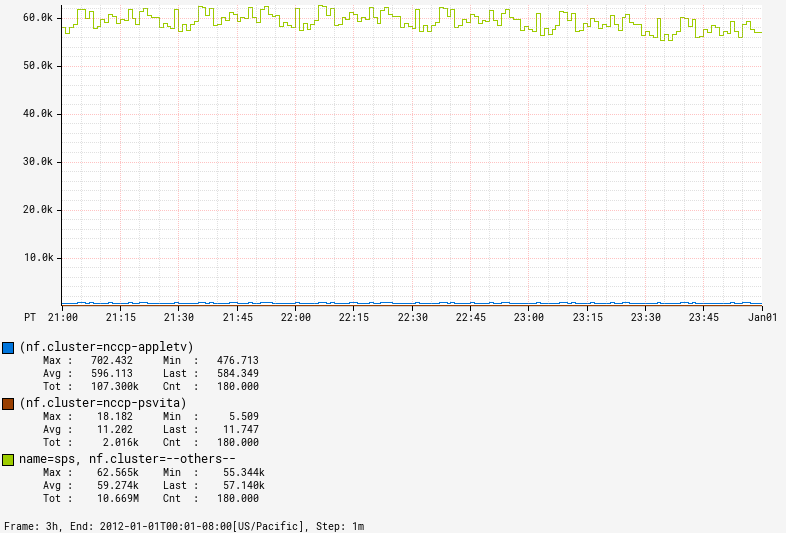 60.0k
50.0k
40.0k
30.0k
20.0k
10.0k
PT 21:00 21:15 21:30 21:45 22:00 22:15 22:30 22:45 23:00 23:15 23:30 23:45 Jan01
(nf.cluster=nccp-appletv)
Max : 702.432 Min : 476.713
Avg : 596.113 Last : 584.349
Tot : 107.300k Cnt : 180.000
(nf.cluster=nccp-psvita)
Max : 18.182 Min : 5.509
Avg : 11.202 Last : 11.747
Tot : 2.016k Cnt : 180.000
name=sps, nf.cluster=--others--
Max : 62.565k Min : 55.344k
Avg : 59.274k Last : 57.140k
Tot : 10.669M Cnt : 180.000
Frame: 3h, End: 2012-01-01T00:01-08:00[US/Pacific], Step: 1m